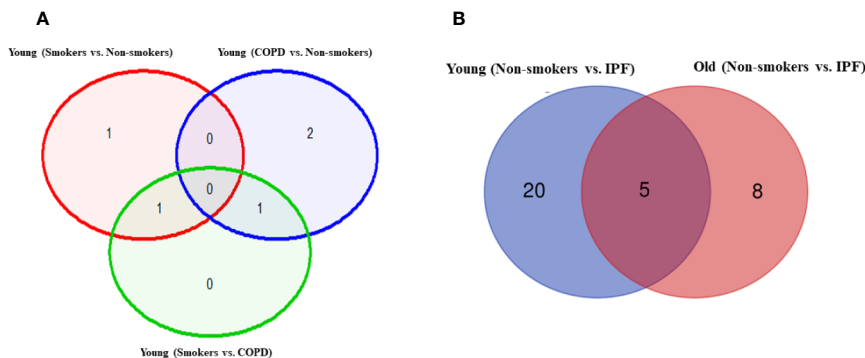 A
B
Young (Smokers vs. Non-smokers)
Young (COPD vs. Non-smokers)
1
0
2
0
1
1
0
Young (Smokers vs. COPD)
Young (Non-smokers vs. IPF)
Old (Non-smokers vs. IPF)
20
5
8